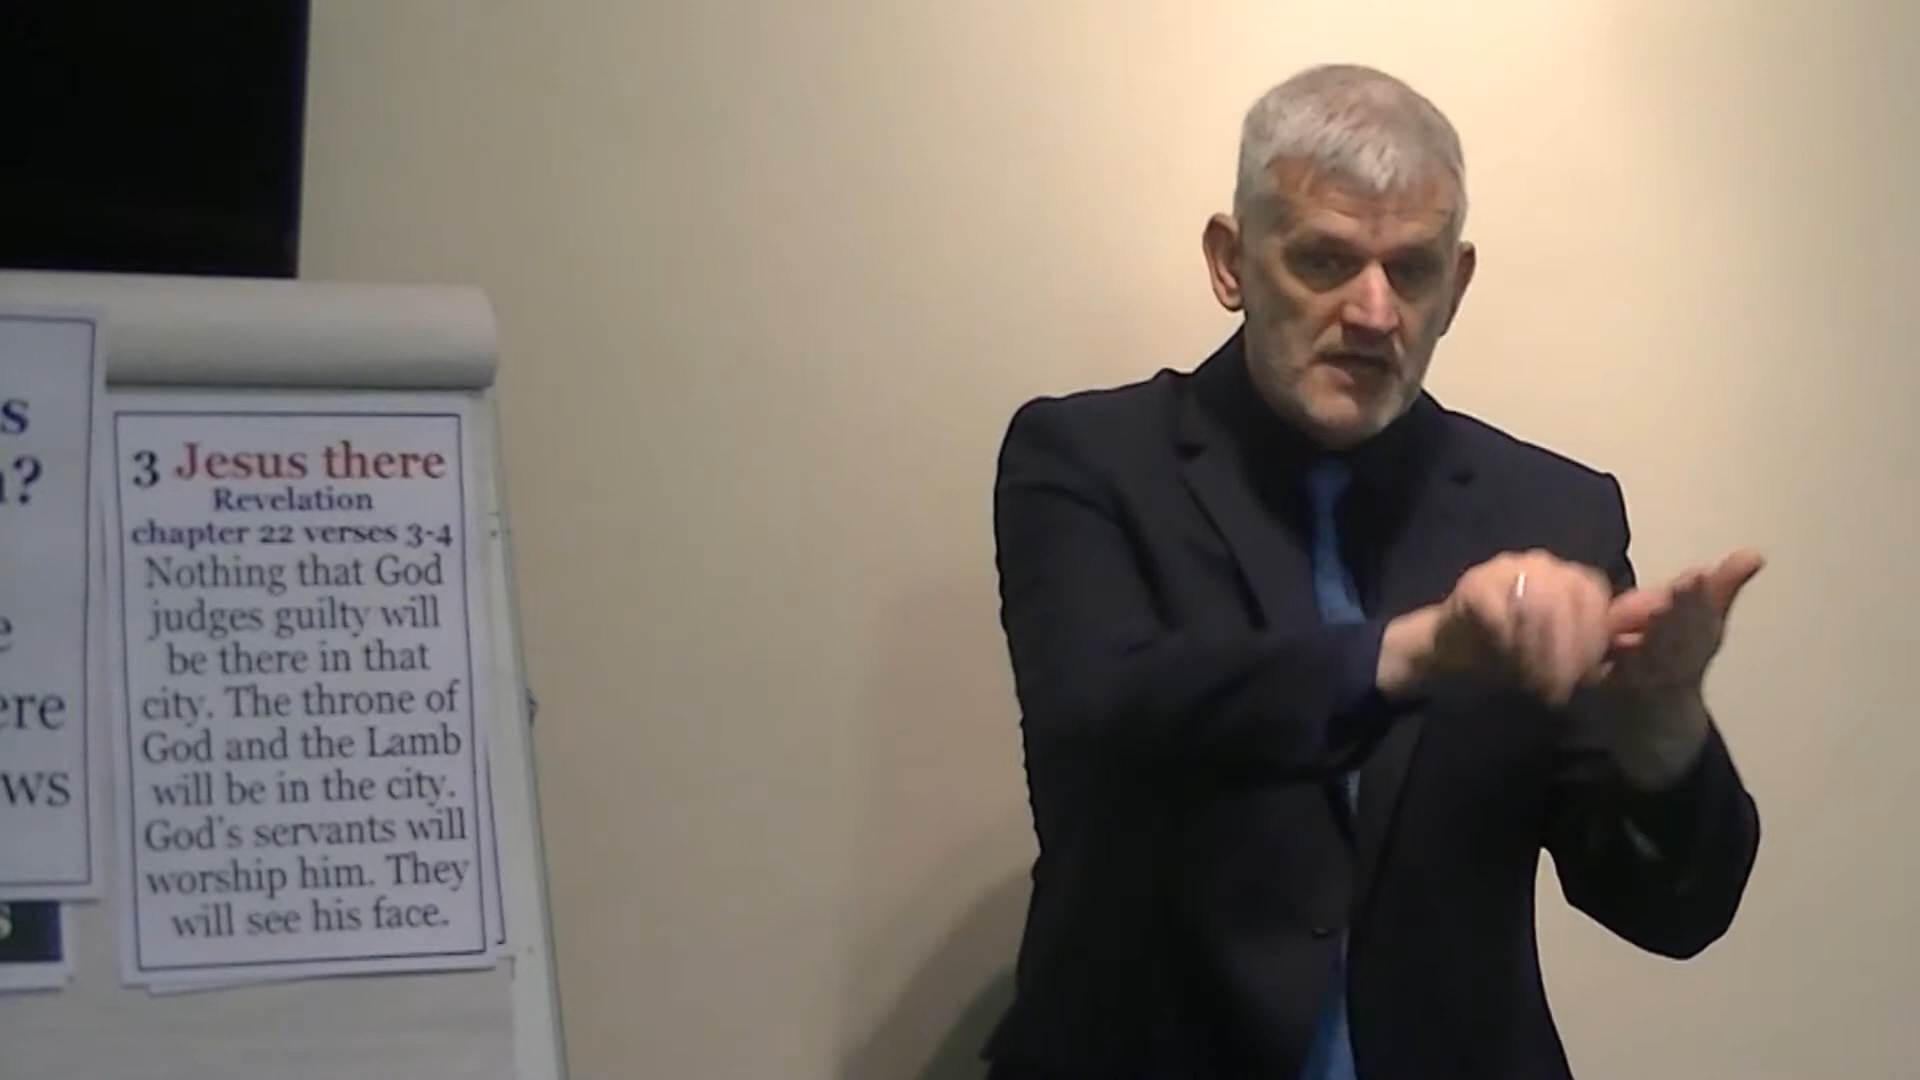 s
?
ere
ws
s
3 Jesus there
Revelation
chapter 22 verses 3-4
Nothing that God
judges guilty will
be there in that
city. The throne of
God and the Lamb
will be in the city.
God's servants will
worship him. They
will see his face.